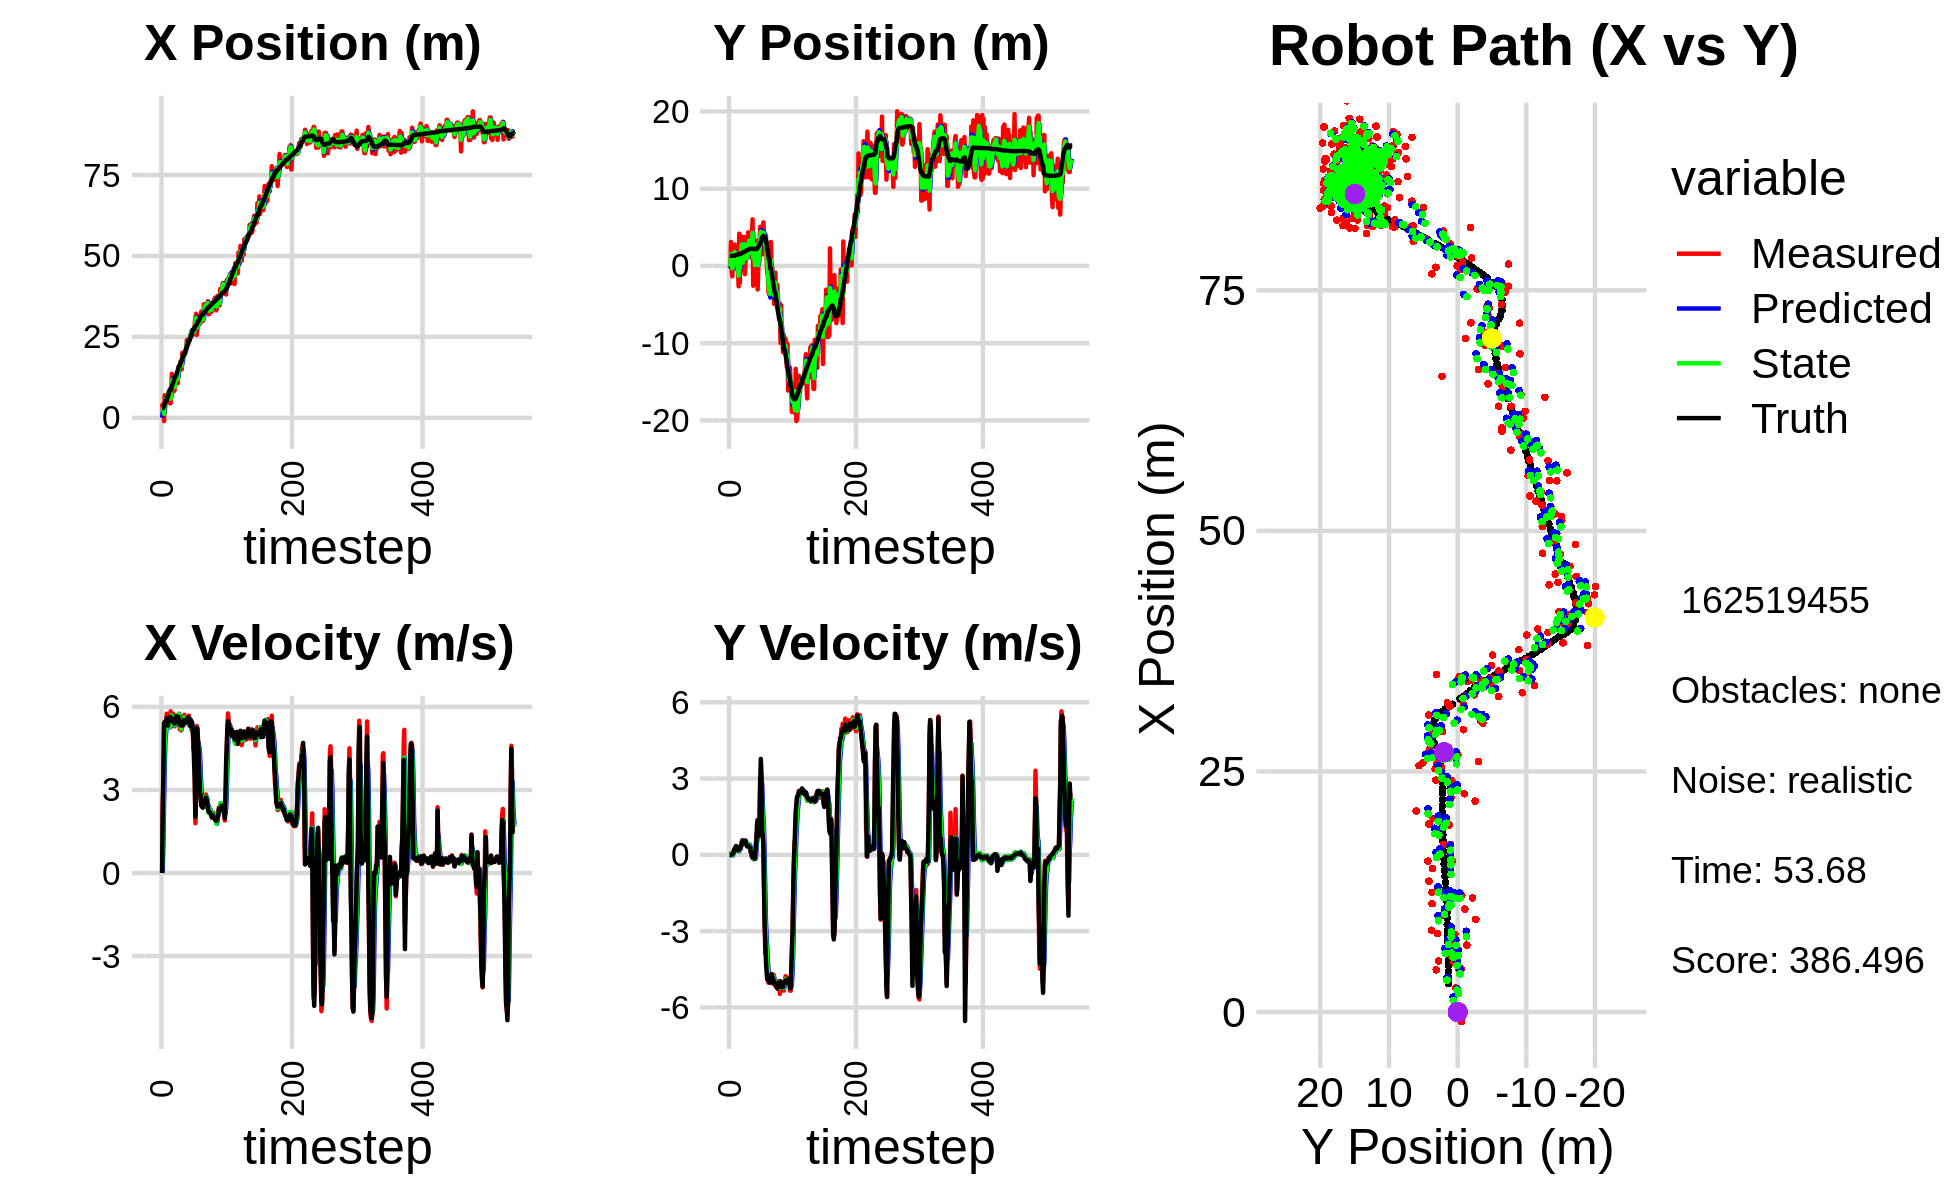 X Position (m)
75
50
25
0
0
200
400
timestep
Y Position (m)
20
10
0
-10
-20
0
200
400
timestep
X Velocity (m/s)
6
3
0
-3
0
200
400
timestep
Y Velocity (m/s)
6
3
0
-3
-6
0
200
400
timestep
Robot Path (X vs Y)
X Position (m)
75
50
25
0
20 10 0 -10 -20
Y Position (m)
variable
Measured
Predicted
State
Truth
162519455
Obstacles: none
Noise: realistic
Time: 53.68
Score: 386.496